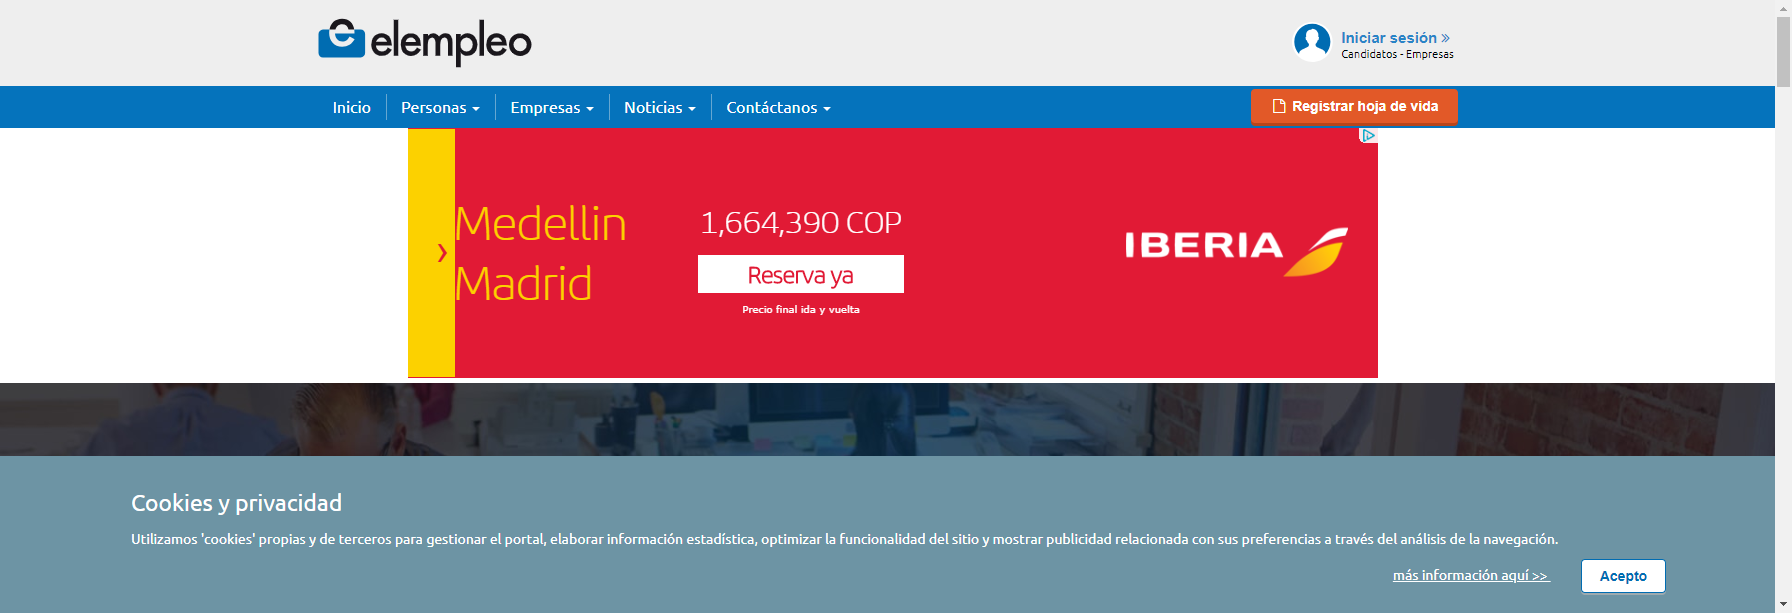 elempleo
Iniciar sesión »
Candidatos - Empresas
Inicio Personas Empresas Noticias Contáctanos Registrar hoja de vida
Medellin
Madrid
1,664,390 COP
Reserva ya
Precio final ida y vuelta
IBERIA
Cookies y privacidad
Utilizamos 'cookies' propias y de terceros para gestionar el portal, elaborar información estadística, optimizar la funcionalidad del sitio y mostrar publicidad relacionada con sus preferencias a través del análisis de la navegación.
más información aquí >> Acepto